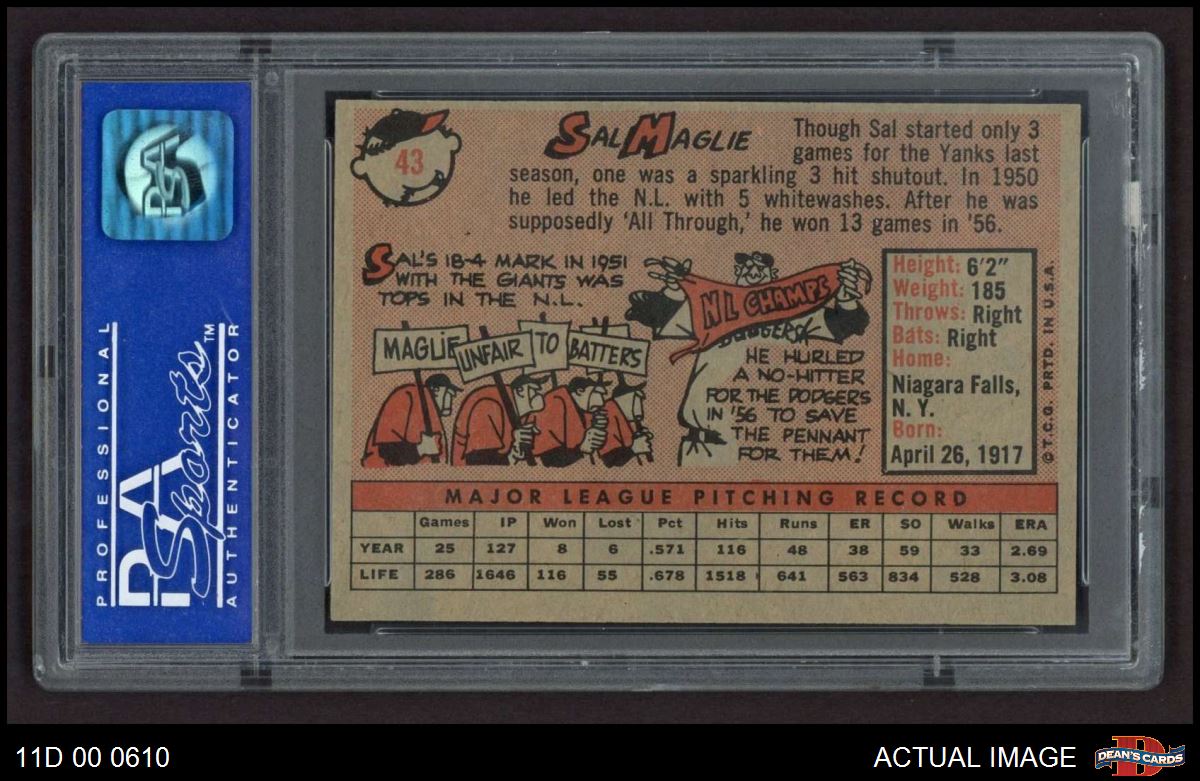 PSA
PROFESSIONAL
PSA Sports™
AUTHENTICATOR
43
SAL MAGLIE
Though Sal started only 3
games for the Yanks last
season, one was a sparkling 3 hit shutout. In 1950
he led the N.L. with 5 whitewashes. After he was
supposedly 'All Through,' he won 13 games in '56.
SAL'S 18-4 MARK IN 1951
WITH THE GIANTS WAS
TOPS IN THE N.L.
MAGLIE UNFAIR TO BATTERS
N L CHAMPS
DODGERS
HE HURLED
A NO-HITTER
FOR THE DODGERS
IN '56 TO SAVE
THE PENNANT
FOR THEM!
Height: 6'2"
Weight: 185
Throws: Right
Bats: Right
Home:
Niagara Falls,
N. Y.
Born:
April 26, 1917
© T.C.G. PRTD. IN U.S.A.
MAJOR LEAGUE PITCHING RECORD
Games IP Won Lost Pct Hits Runs ER SO Walks ERA
YEAR 25 127 8 6 .571 116 48 38 59 33 2.69
LIFE 286 1646 116 55 .678 1518 641 563 834 528 3.08
11D 00 0610
ACTUAL IMAGE
D
DEAN'S CARDS